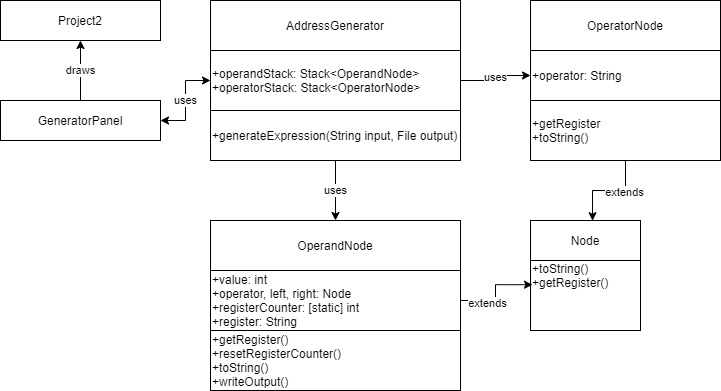 Project2
draws
GeneratorPanel
uses
AddressGenerator
+operandStack: Stack<OperandNode>
+operatorStack: Stack<OperatorNode>
+generateExpression(String input, File output)
uses
OperatorNode
+operator: String
+getRegister
+toString()
uses
extends
OperandNode
+value: int
+operator, left, right: Node
+registerCounter: [static] int
+register: String
+getRegister()
+resetRegisterCounter()
+toString()
+writeOutput()
extends
Node
+toString()
+getRegister()